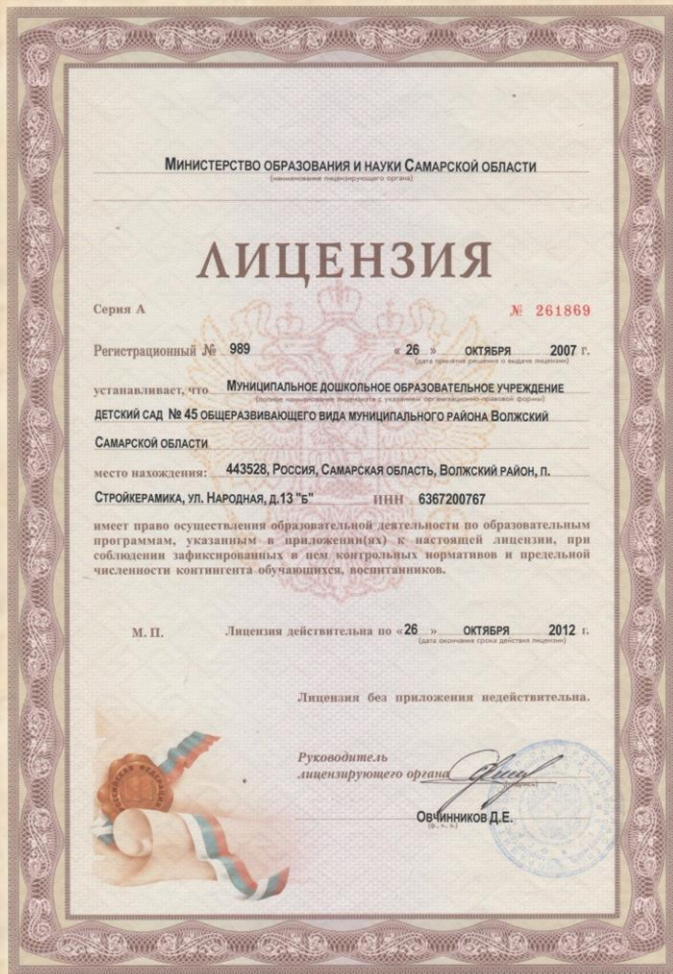 МИНИСТЕРСТВО ОБРАЗОВАНИЯ И НАУКИ САМАРСКОЙ ОБЛАСТИ
(наименование лицензирующего органа)
ЛИЦЕНЗИЯ
Серия А № 261869
Регистрационный № 989 « 26 » ОКТЯБРЯ 2007 г.
(дата принятия решения о выдаче лицензии)
устанавливает, что МУНИЦИПАЛЬНОЕ ДОШКОЛЬНОЕ ОБРАЗОВАТЕЛЬНОЕ УЧРЕЖДЕНИЕ
(полное наименование лицензиата с указанием организационно-правовой формы)
ДЕТСКИЙ САД № 45 ОБЩЕРАЗВИВАЮЩЕГО ВИДА МУНИЦИПАЛЬНОГО РАЙОНА ВОЛЖСКИЙ
САМАРСКОЙ ОБЛАСТИ
место нахождения: 443528, РОССИЯ, САМАРСКАЯ ОБЛАСТЬ, ВОЛЖСКИЙ РАЙОН, П.
СТРОЙКЕРАМИКА, УЛ. НАРОДНАЯ, Д.13 "Б" ИНН 6367200767
имеет право осуществления образовательной деятельности по образовательным
программам, указанным в приложении(ях) к настоящей лицензии, при
соблюдении зафиксированных в нем контрольных нормативов и предельной
численности контингента обучающихся, воспитанников.
М. П. Лицензия действительна по «26 » ОКТЯБРЯ 2012 г.
(дата окончания срока действия лицензии)
Лицензия без приложения недействительна.
Руководитель
лицензирующего органа
(подпись)
ОВЧИННИКОВ Д.Е.
(ф., и., о.)
РОССИЙСКАЯ ФЕДЕРАЦИЯ